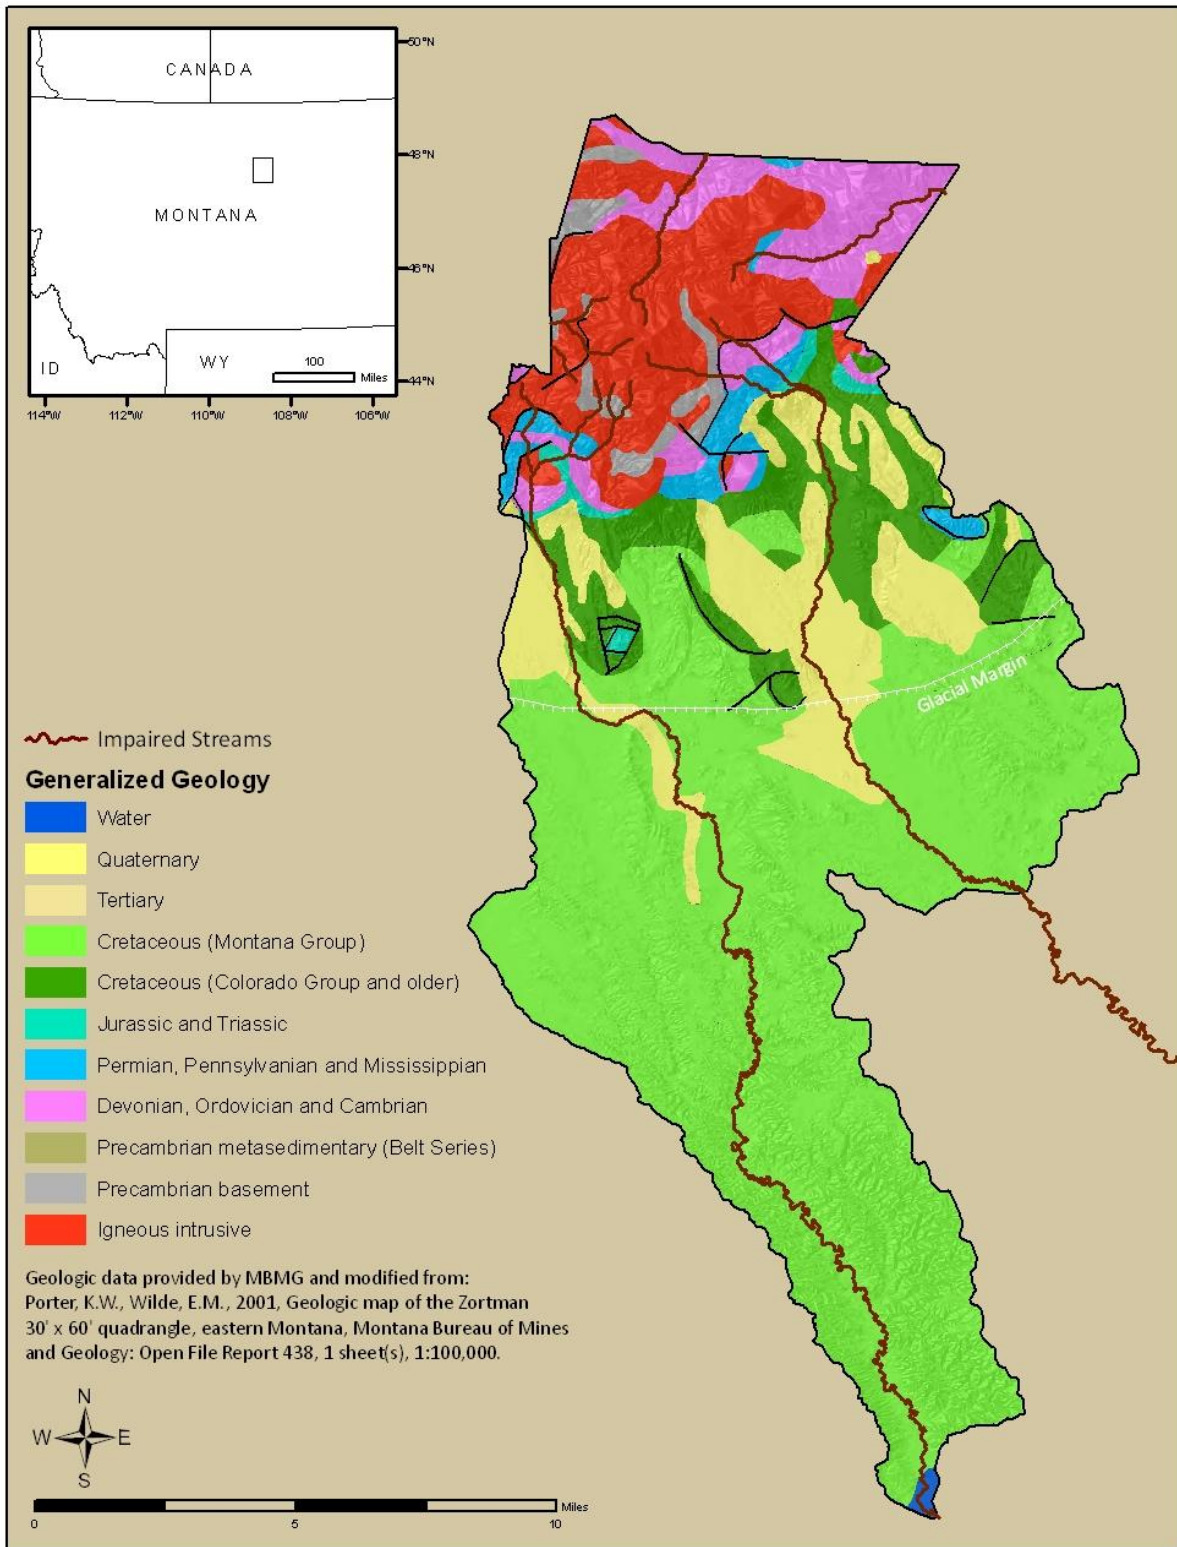 50°N
CANADA
48°N
MONTANA
46°N
ID
WY
100
Miles
44°N
114°W
112°W
110°W
108°W
106°W
Glacial Margin
Impaired Streams
Generalized Geology
Water
Quaternary
Tertiary
Cretaceous (Montana Group)
Cretaceous (Colorado Group and older)
Jurassic and Triassic
Permian, Pennsylvanian and Mississippian
Devonian, Ordovician and Cambrian
Precambrian metasedimentary (Belt Series)
Precambrian basement
Igneous intrusive
Geologic data provided by MBMG and modified from:
Porter, K.W., Wilde, E.M., 2001, Geologic map of the Zortman
30' x 60' quadrangle, eastern Montana, Montana Bureau of Mines
and Geology: Open File Report 438, 1 sheet(s), 1:100,000.
N
W
E
S
Miles
0
5
10